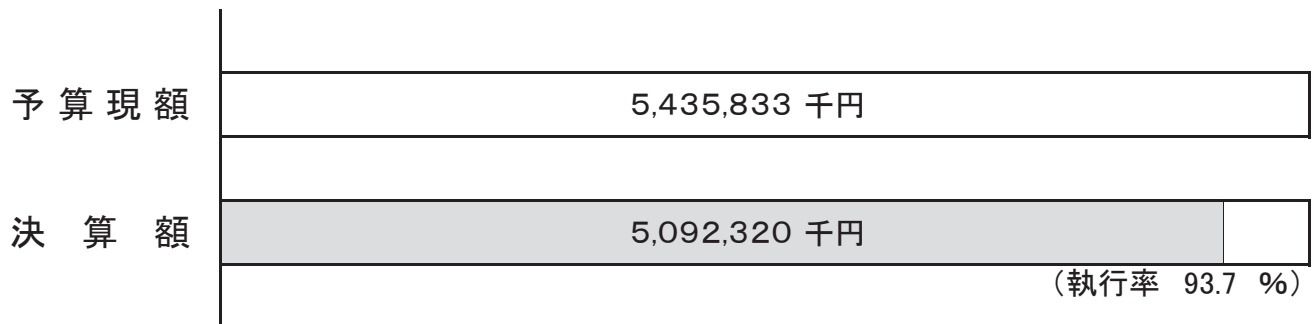 予算現額 5,435,833 千円
決算額 5,092,320 千円
（執行率 93.7 %）